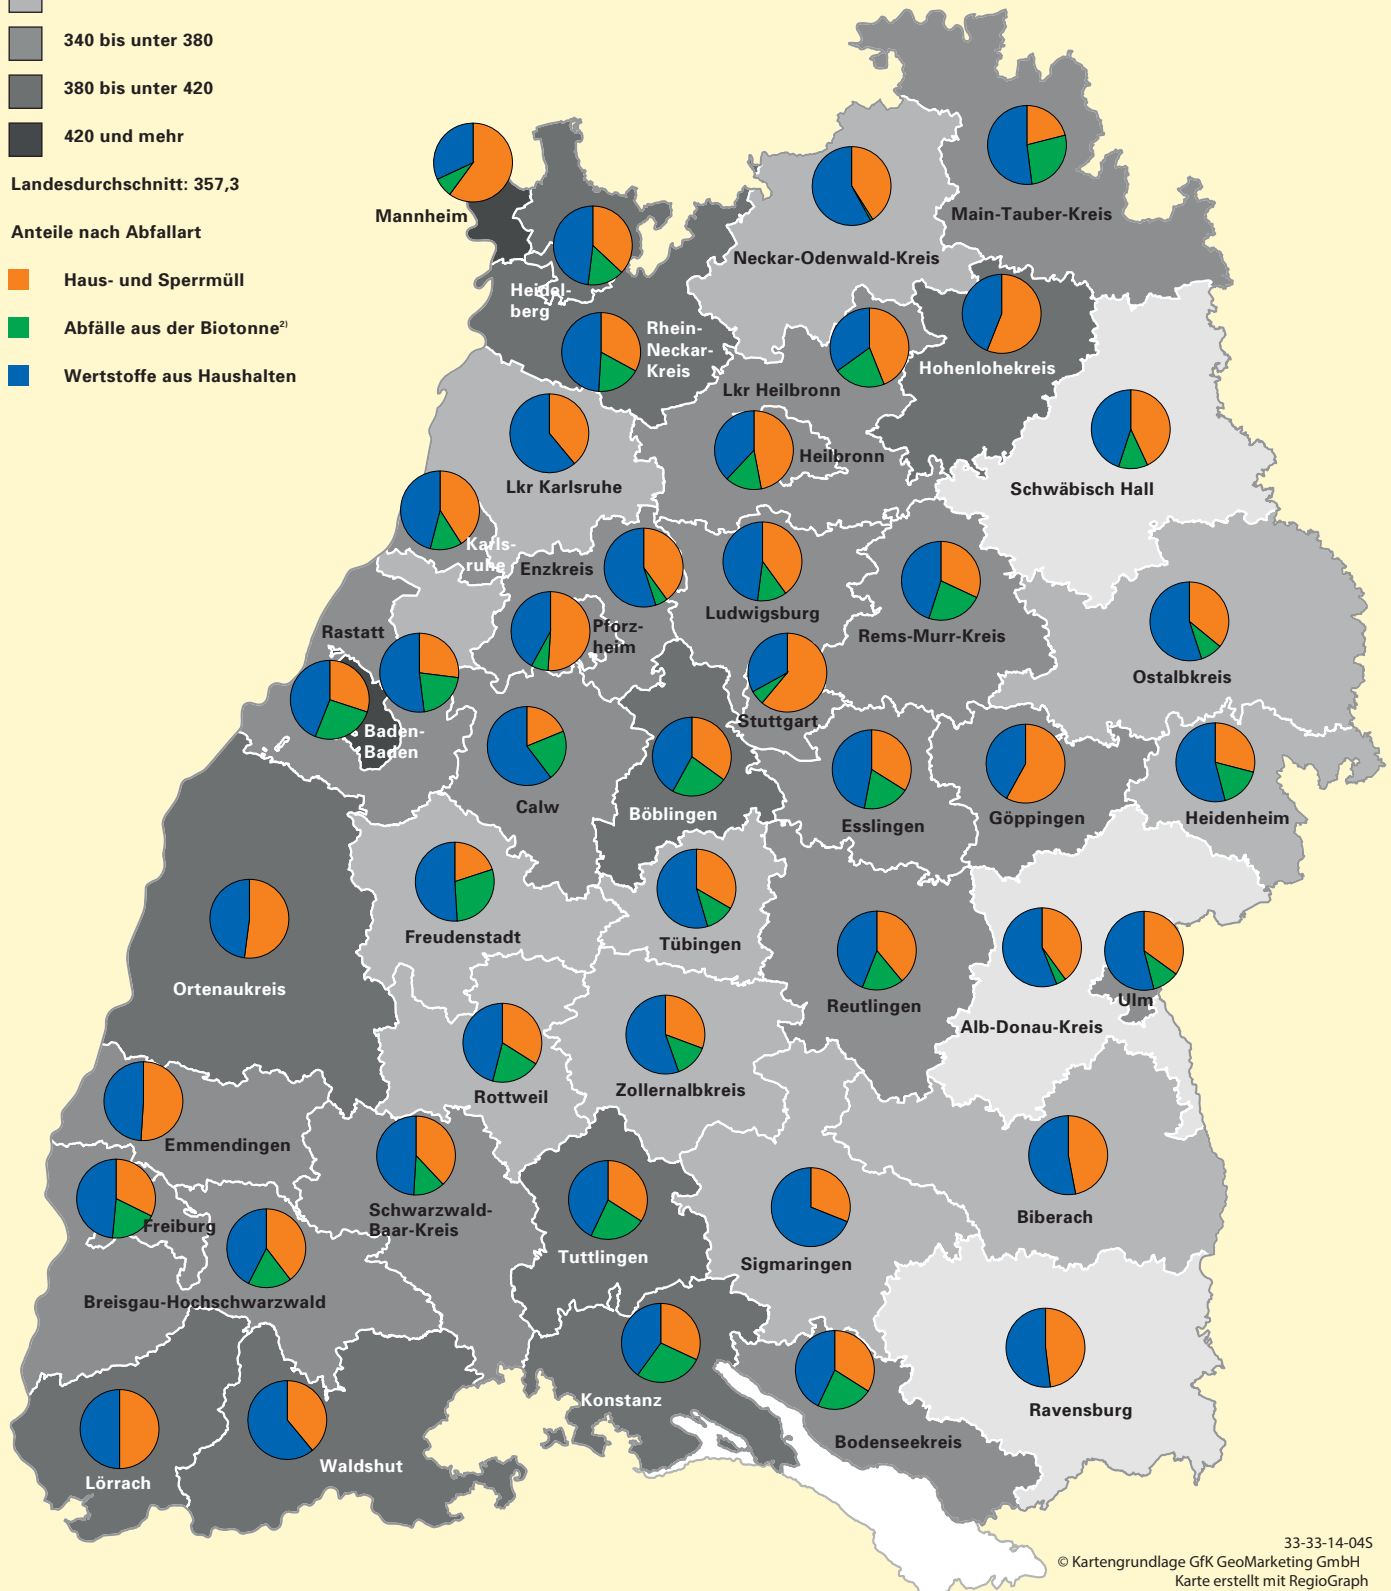 340 bis unter 380
380 bis unter 420
420 und mehr
Landesdurchschnitt: 357,3
Anteile nach Abfallart
Haus- und Sperrmüll
Abfälle aus der Biotonne²⁾
Wertstoffe aus Haushalten
Mannheim
Main-Tauber-Kreis
Neckar-Odenwald-Kreis
Heidel-
berg
Rhein-
Neckar-
Kreis
Hohenlohekreis
Lkr Heilbronn
Heilbronn
Lkr Karlsruhe
Schwäbisch Hall
Karls-
ruhe
Enzkreis
Ludwigsburg
Pforz-
heim
Rems-Murr-Kreis
Rastatt
Ostalbkreis
Stuttgart
Baden-
Baden
Calw
Böblingen
Esslingen
Göppingen
Heidenheim
Freudenstadt
Tübingen
Ortenaukreis
Reutlingen
Ulm
Alb-Donau-Kreis
Rottweil
Zollernalbkreis
Emmendingen
Schwarzwald-
Baar-Kreis
Freiburg
Biberach
Tuttlingen
Sigmaringen
Breisgau-Hochschwarzwald
Konstanz
Ravensburg
Bodenseekreis
Waldshut
Lörrach
33-33-14-04S
© Kartengrundlage GfK GeoMarketing GmbH
Karte erstellt mit RegioGraph